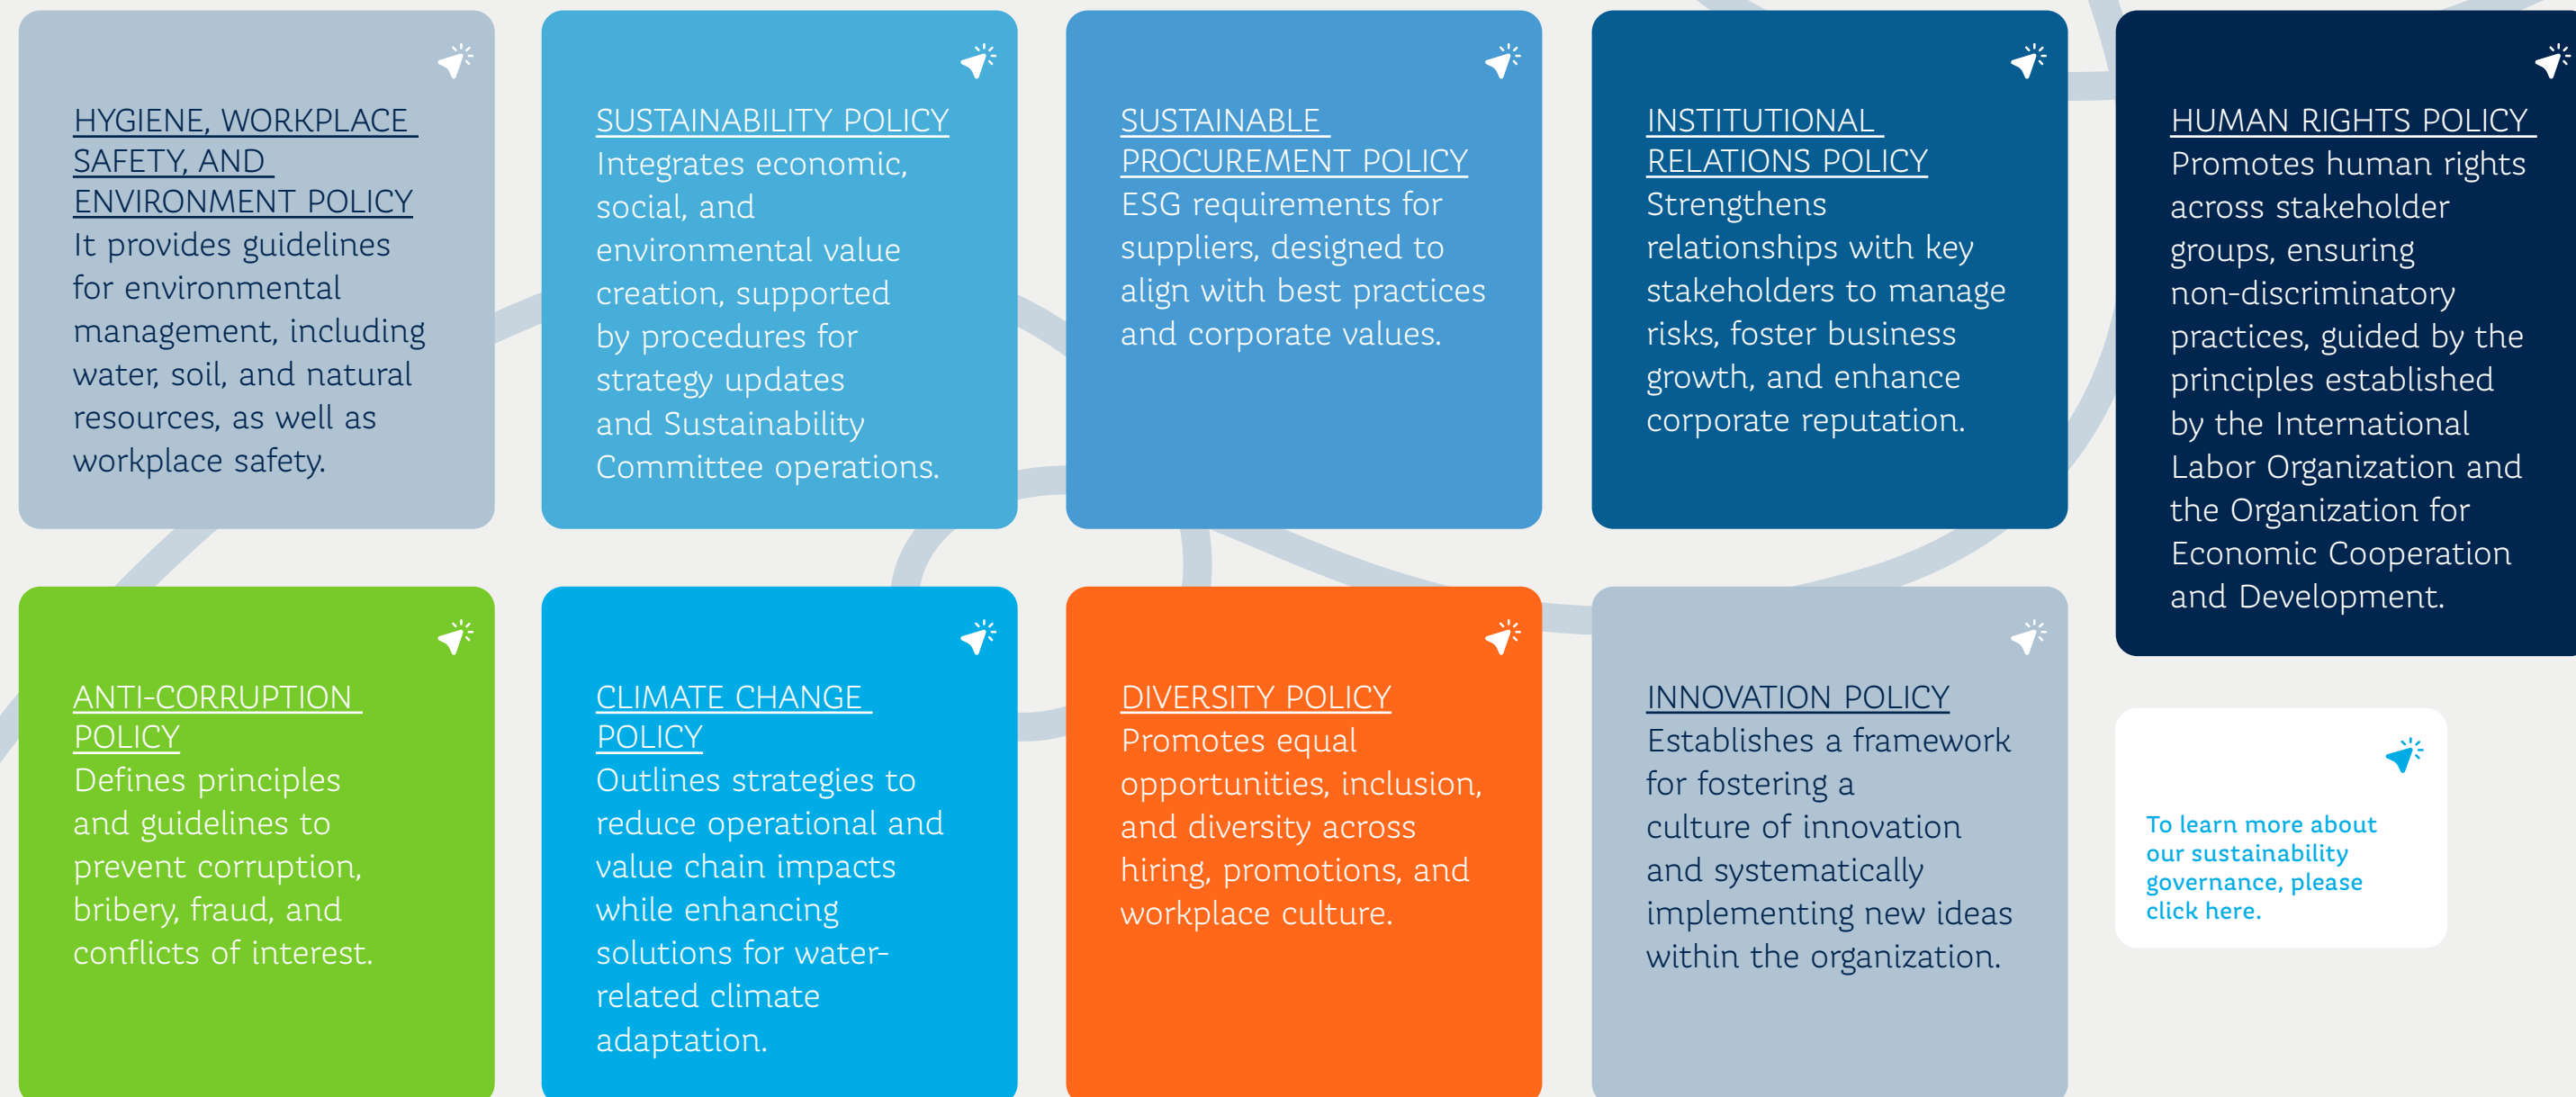 HYGIENE, WORKPLACE
SAFETY, AND
ENVIRONMENT POLICY
It provides guidelines
for environmental
management, including
water, soil, and natural
resources, as well as
workplace safety.
SUSTAINABILITY POLICY
Integrates economic,
social, and
environmental value
creation, supported
by procedures for
strategy updates
and Sustainability
Committee operations.
SUSTAINABLE
PROCUREMENT POLICY
ESG requirements for
suppliers, designed to
align with best practices
and corporate values.
INSTITUTIONAL
RELATIONS POLICY
Strengthens
relationships with key
stakeholders to manage
risks, foster business
growth, and enhance
corporate reputation.
HUMAN RIGHTS POLICY
Promotes human rights
across stakeholder
groups, ensuring
non-discriminatory
practices, guided by the
principles established
by the International
Labor Organization and
the Organization for
Economic Cooperation
and Development.
ANTI-CORRUPTION
POLICY
Defines principles
and guidelines to
prevent corruption,
bribery, fraud, and
conflicts of interest.
CLIMATE CHANGE
POLICY
Outlines strategies to
reduce operational and
value chain impacts
while enhancing
solutions for water-
related climate
adaptation.
DIVERSITY POLICY
Promotes equal
opportunities, inclusion,
and diversity across
hiring, promotions, and
workplace culture.
INNOVATION POLICY
Establishes a framework
for fostering a
culture of innovation
and systematically
implementing new ideas
within the organization.
To learn more about
our sustainability
governance, please
click here.